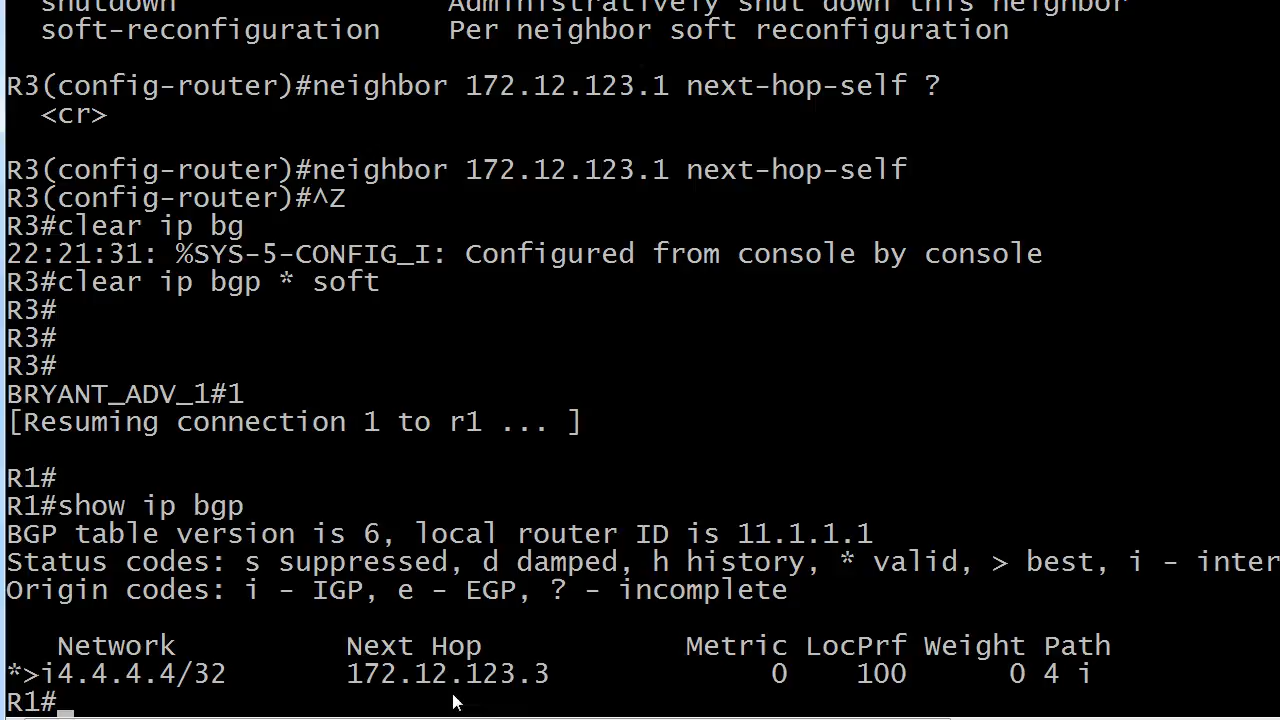 shutdown Administratively shut down this neighbor
soft-reconfiguration Per neighbor soft reconfiguration
R3(config-router)#neighbor 172.12.123.1 next-hop-self ?
<cr>
R3(config-router)#neighbor 172.12.123.1 next-hop-self
R3(config-router)#^Z
R3#clear ip bg
22:21:31: %SYS-5-CONFIG_I: Configured from console by console
R3#clear ip bgp * soft
R3#
R3#
R3#
BRYANT_ADV_1#1
[Resuming connection 1 to r1 ... ]
R1#
R1#show ip bgp
BGP table version is 6, local router ID is 11.1.1.1
Status codes: s suppressed, d damped, h history, * valid, > best, i - inter
Origin codes: i - IGP, e - EGP, ? - incomplete
Network Next Hop Metric LocPrf Weight Path
*>i4.4.4.4/32 172.12.123.3 0 100 0 4 i
R1#